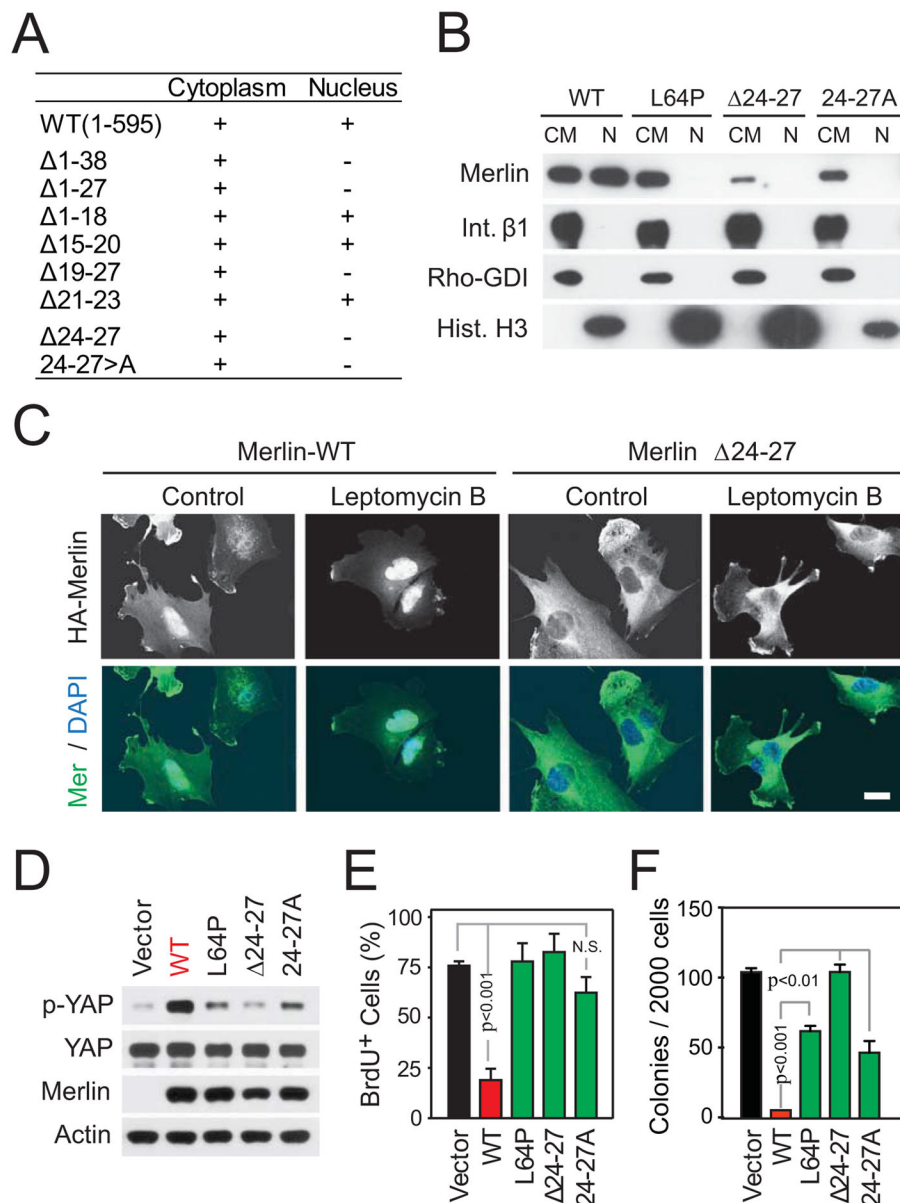 A
Cytoplasm Nucleus
WT(1-595) + +
Δ1-38 + -
Δ1-27 + -
Δ1-18 + +
Δ15-20 + +
Δ19-27 + -
Δ21-23 + +
Δ24-27 + -
24-27>A + -
B
WT L64P Δ24-27 24-27A
CM N CM N CM N CM N
Merlin
Int. β1
Rho-GDI
Hist. H3
C
Merlin-WT Merlin Δ24-27
Control Leptomycin B Control Leptomycin B
HA-Merlin
Mer / DAPI
D
Vector WT L64P Δ24-27 24-27A
p-YAP
YAP
Merlin
Actin
E
BrdU⁺ Cells (%)
100
75
50
25
0
p<0.001
N.S.
Vector WT L64P Δ24-27 24-27A
F
Colonies / 2000 cells
150
100
50
0
p<0.01
p<0.001
Vector WT L64P Δ24-27 24-27A